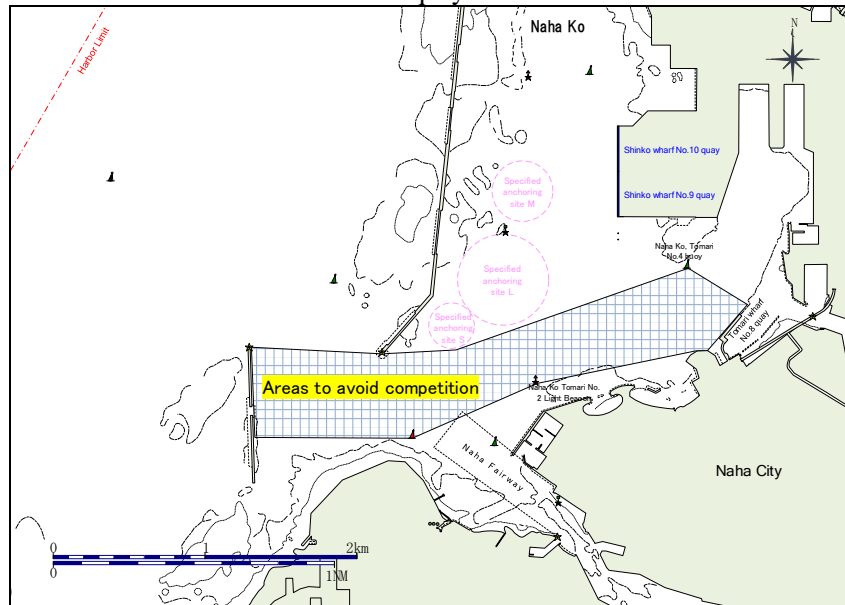 Naha Ko
N
Harbor Limit
Shinko wharf No.10 quay
Specified
anchoring
site M
Shinko wharf No.9 quay
Naha Ko, Tomari
No.4 buoy
Specified
anchoring
site L
Specified
anchoring
site S
Tomari wharf
No.8 quay
Areas to avoid competition
Naha Ko Tomari No.
2 Light Beacon
Naha Fairway
Naha City
0 1 2km
0 1NM